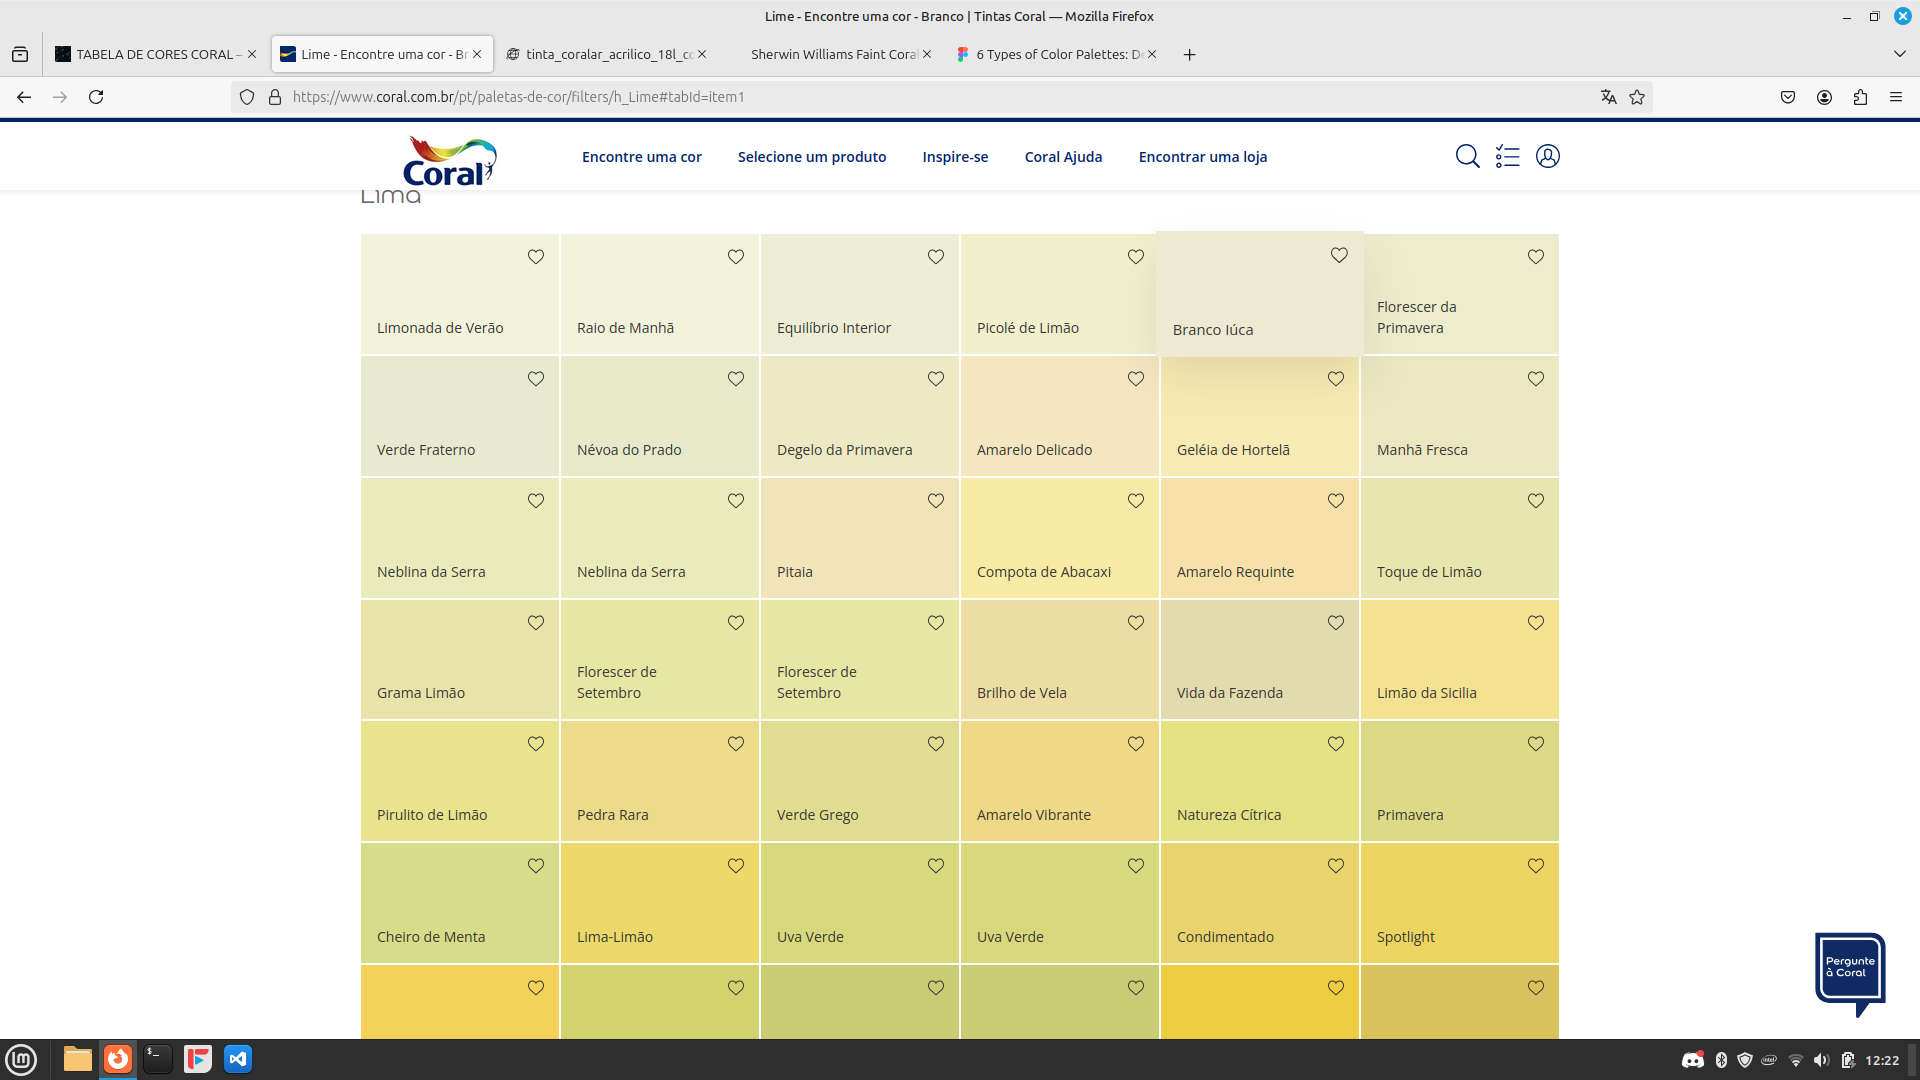 Lime - Encontre uma cor - Branco | Tintas Coral — Mozilla Firefox
TABELA DE CORES CORAL –
Lime - Encontre uma cor - Br
tinta_coralar_acrilico_18l_cc
Sherwin Williams Faint Coral
6 Types of Color Palettes: De
https://www.coral.com.br/pt/paletas-de-cor/filters/h_Lime#tabId=item1
Coral
Encontre uma cor
Selecione um produto
Inspire-se
Coral Ajuda
Encontrar uma loja
Lima
Limonada de Verão
Raio de Manhã
Equilíbrio Interior
Picolé de Limão
Branco Iúca
Florescer da
Primavera
Verde Fraterno
Névoa do Prado
Degelo da Primavera
Amarelo Delicado
Geléia de Hortelã
Manhã Fresca
Neblina da Serra
Neblina da Serra
Pitaia
Compota de Abacaxi
Amarelo Requinte
Toque de Limão
Grama Limão
Florescer de
Setembro
Florescer de
Setembro
Brilho de Vela
Vida da Fazenda
Limão da Sicilia
Pirulito de Limão
Pedra Rara
Verde Grego
Amarelo Vibrante
Natureza Cítrica
Primavera
Cheiro de Menta
Lima-Limão
Uva Verde
Uva Verde
Condimentado
Spotlight
Pergunte
à Coral
12:22